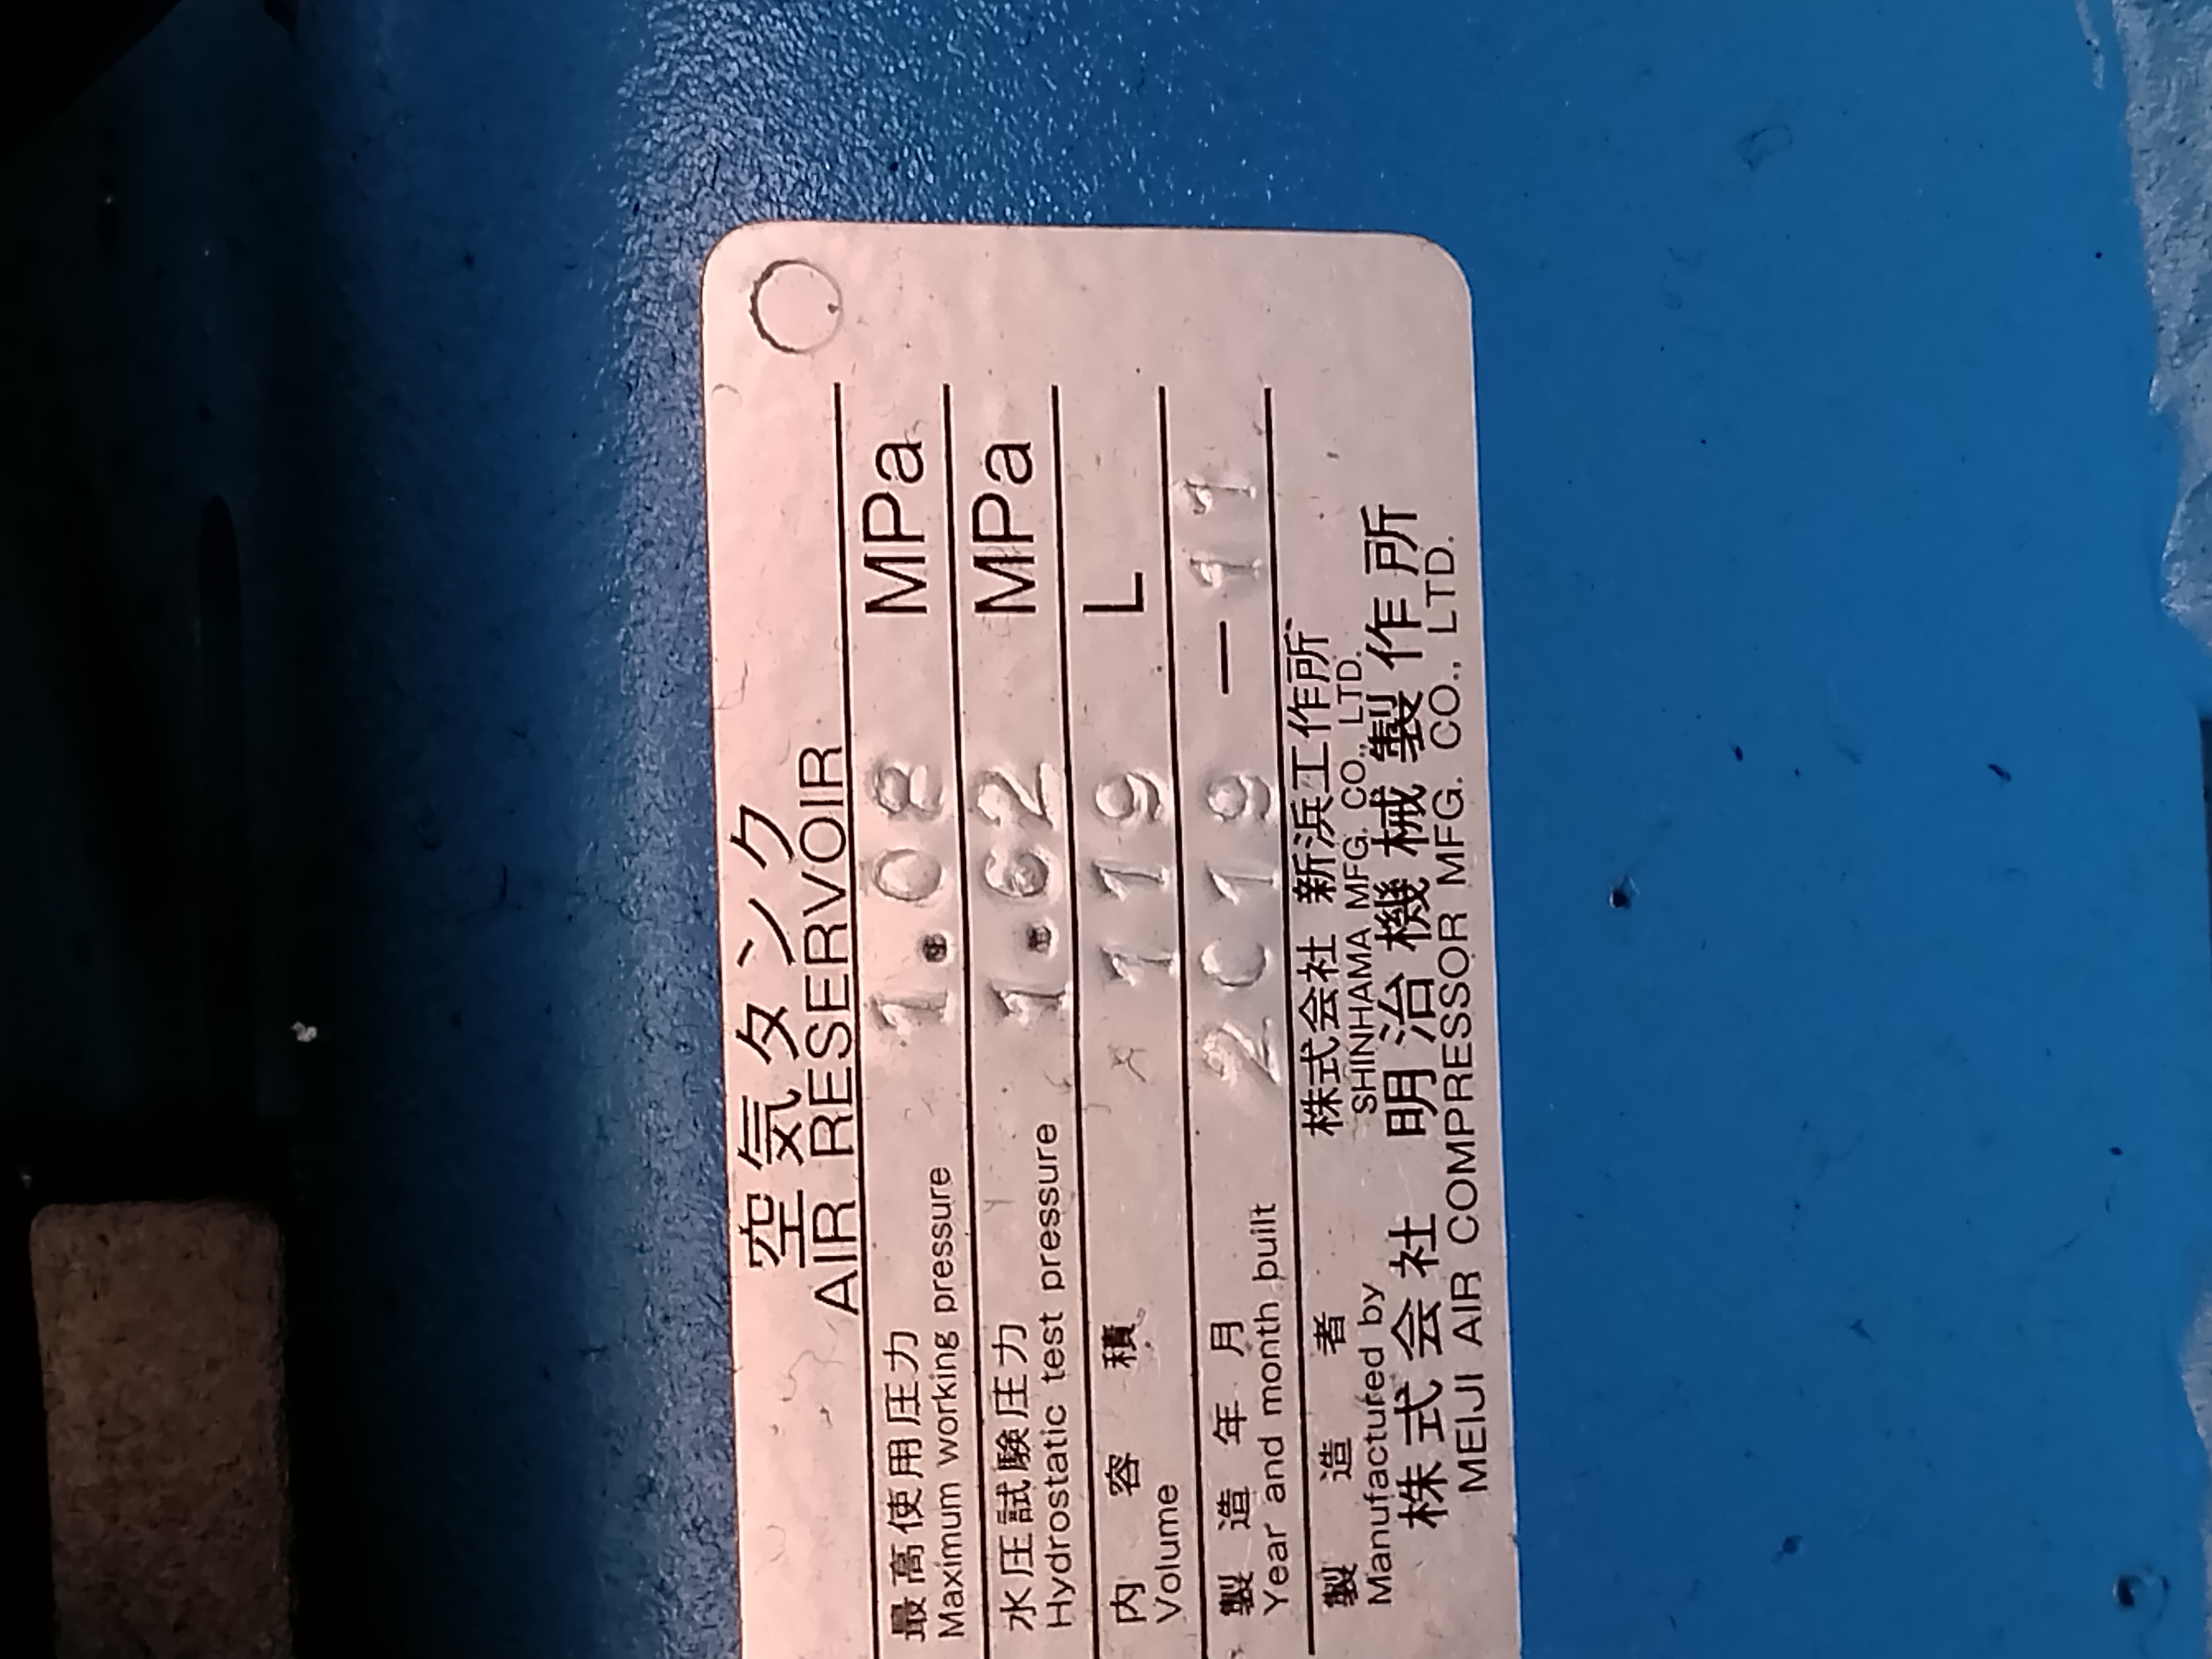 空気タンク
AIR RESERVOIR
最高使用圧力 1.08 MPa
Maximum working pressure
水圧試験圧力 1.62 MPa
Hydrostatic test pressure
内容積 119 L
Volume
製造年月 2019-11
Year and month built
製造者 株式会社 新浜工作所
Manufactured by SHINHAMA MFG. CO., LTD.
株式会社 明治機械製作所
MEIJI AIR COMPRESSOR MFG. CO., LTD.